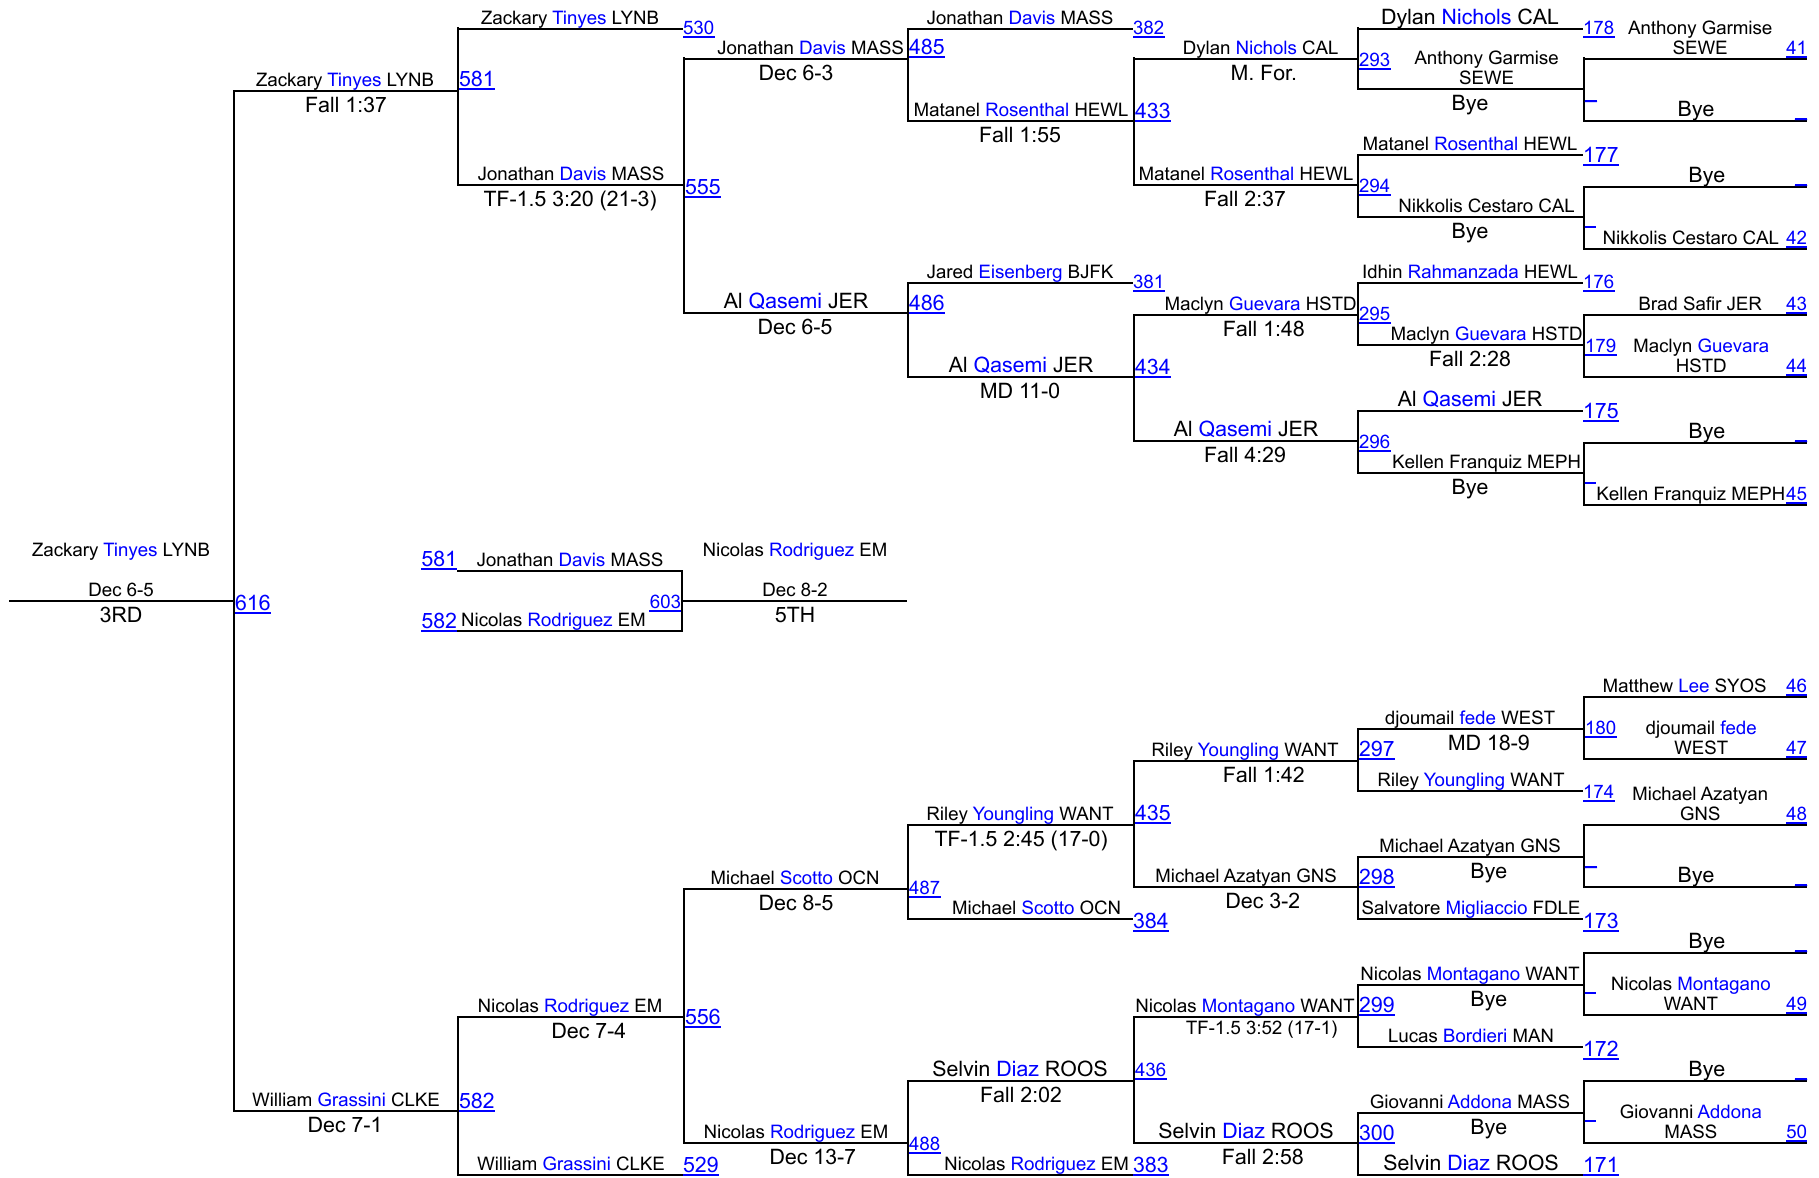 Zackary Tinyes LYNB
530
Jonathan Davis MASS
382
Dylan Nichols CAL
178
Anthony Garmise
SEWE
41
Jonathan Davis MASS
485
Dec 6-3
Dylan Nichols CAL
M. For.
293
Anthony Garmise
SEWE
Bye
Bye
Zackary Tinyes LYNB
581
Fall 1:37
Matanel Rosenthal HEWL
433
Fall 1:55
Matanel Rosenthal HEWL
177
Bye
Jonathan Davis MASS
555
TF-1.5 3:20 (21-3)
Matanel Rosenthal HEWL
294
Fall 2:37
Nikkolis Cestaro CAL
Bye
Nikkolis Cestaro CAL
42
Jared Eisenberg BJFK
381
Idhin Rahmanzada HEWL
176
Al Qasemi JER
486
Dec 6-5
Maclyn Guevara HSTD
295
Fall 1:48
Brad Safir JER
43
Maclyn Guevara HSTD
179
Fall 2:28
Maclyn Guevara
HSTD
44
Al Qasemi JER
434
MD 11-0
Al Qasemi JER
175
Al Qasemi JER
296
Fall 4:29
Bye
Kellen Franquiz MEPH
Bye
Kellen Franquiz MEPH
45
Zackary Tinyes LYNB
Dec 6-5
3RD
616
581
Jonathan Davis MASS
Nicolas Rodriguez EM
603
Dec 8-2
5TH
582
Nicolas Rodriguez EM
Matthew Lee SYOS
46
djoumail fede WEST
180
MD 18-9
djoumail fede
WEST
47
Riley Youngling WANT
297
Fall 1:42
Riley Youngling WANT
174
Michael Azatyan
GNS
48
Riley Youngling WANT
435
TF-1.5 2:45 (17-0)
Michael Azatyan GNS
Bye
Bye
Michael Scotto OCN
487
Dec 8-5
Michael Azatyan GNS
298
Dec 3-2
Michael Scotto OCN
384
Salvatore Migliaccio FDLE
173
Bye
Nicolas Montagano WANT
Bye
Nicolas Montagano
WANT
49
Nicolas Rodriguez EM
556
Dec 7-4
Nicolas Montagano WANT
299
TF-1.5 3:52 (17-1)
Lucas Bordieri MAN
172
Selvin Diaz ROOS
436
Fall 2:02
Bye
William Grassini CLKE
582
Dec 7-1
Giovanni Addona MASS
Bye
Giovanni Addona
MASS
50
Nicolas Rodriguez EM
488
Dec 13-7
Selvin Diaz ROOS
300
Fall 2:58
William Grassini CLKE
529
Nicolas Rodriguez EM
383
Selvin Diaz ROOS
171